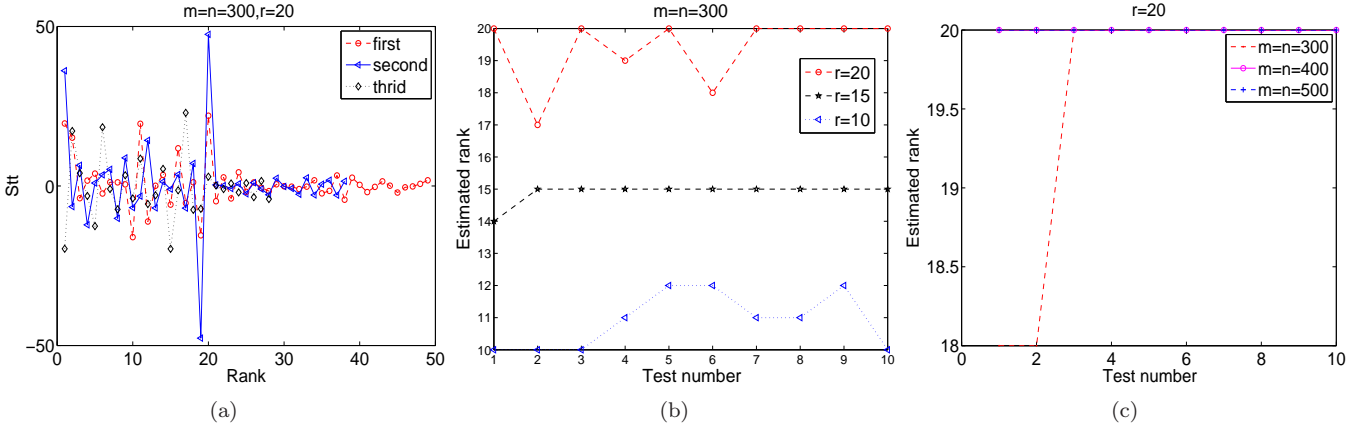 m=n=300,r=20
50
0
−50
Stt
0 10 20 30 40 50
Rank
first
second
thrid
(a)
m=n=300
20
19
18
17
16
15
14
13
12
11
10
Estimated rank
1 2 3 4 5 6 7 8 9 10
Test number
r=20
r=15
r=10
(b)
r=20
20
19.5
19
18.5
18
Estimated rank
0 2 4 6 8 10
Test number
m=n=300
m=n=400
m=n=500
(c)